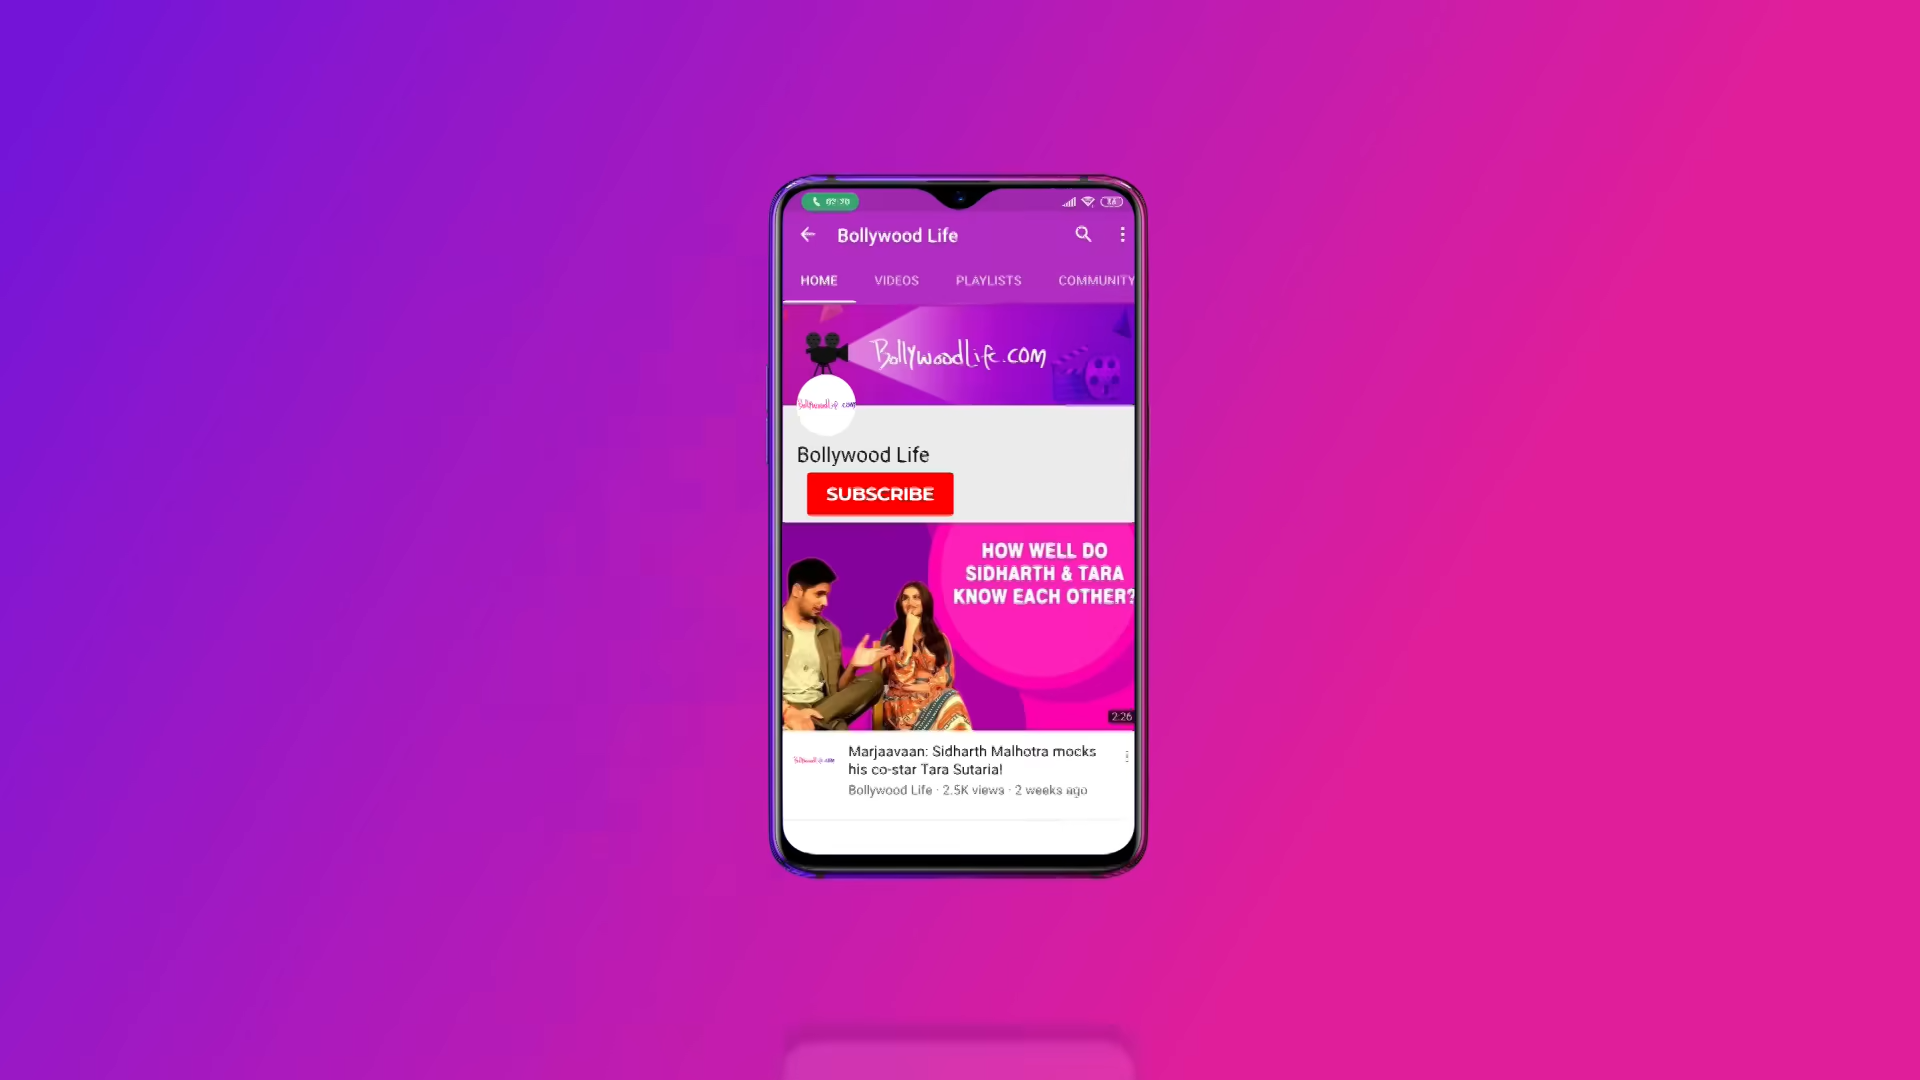 Bollywood Life
HOME VIDEOS PLAYLISTS COMMUNITY
BollywoodLife.COM
Bollywood Life
SUBSCRIBE
HOW WELL DO
SIDHARTH & TARA
KNOW EACH OTHER?
2:26
Marjaavaan: Sidharth Malhotra mocks
his co-star Tara Sutaria!
Bollywood Life · 2.5K views · 2 weeks ago